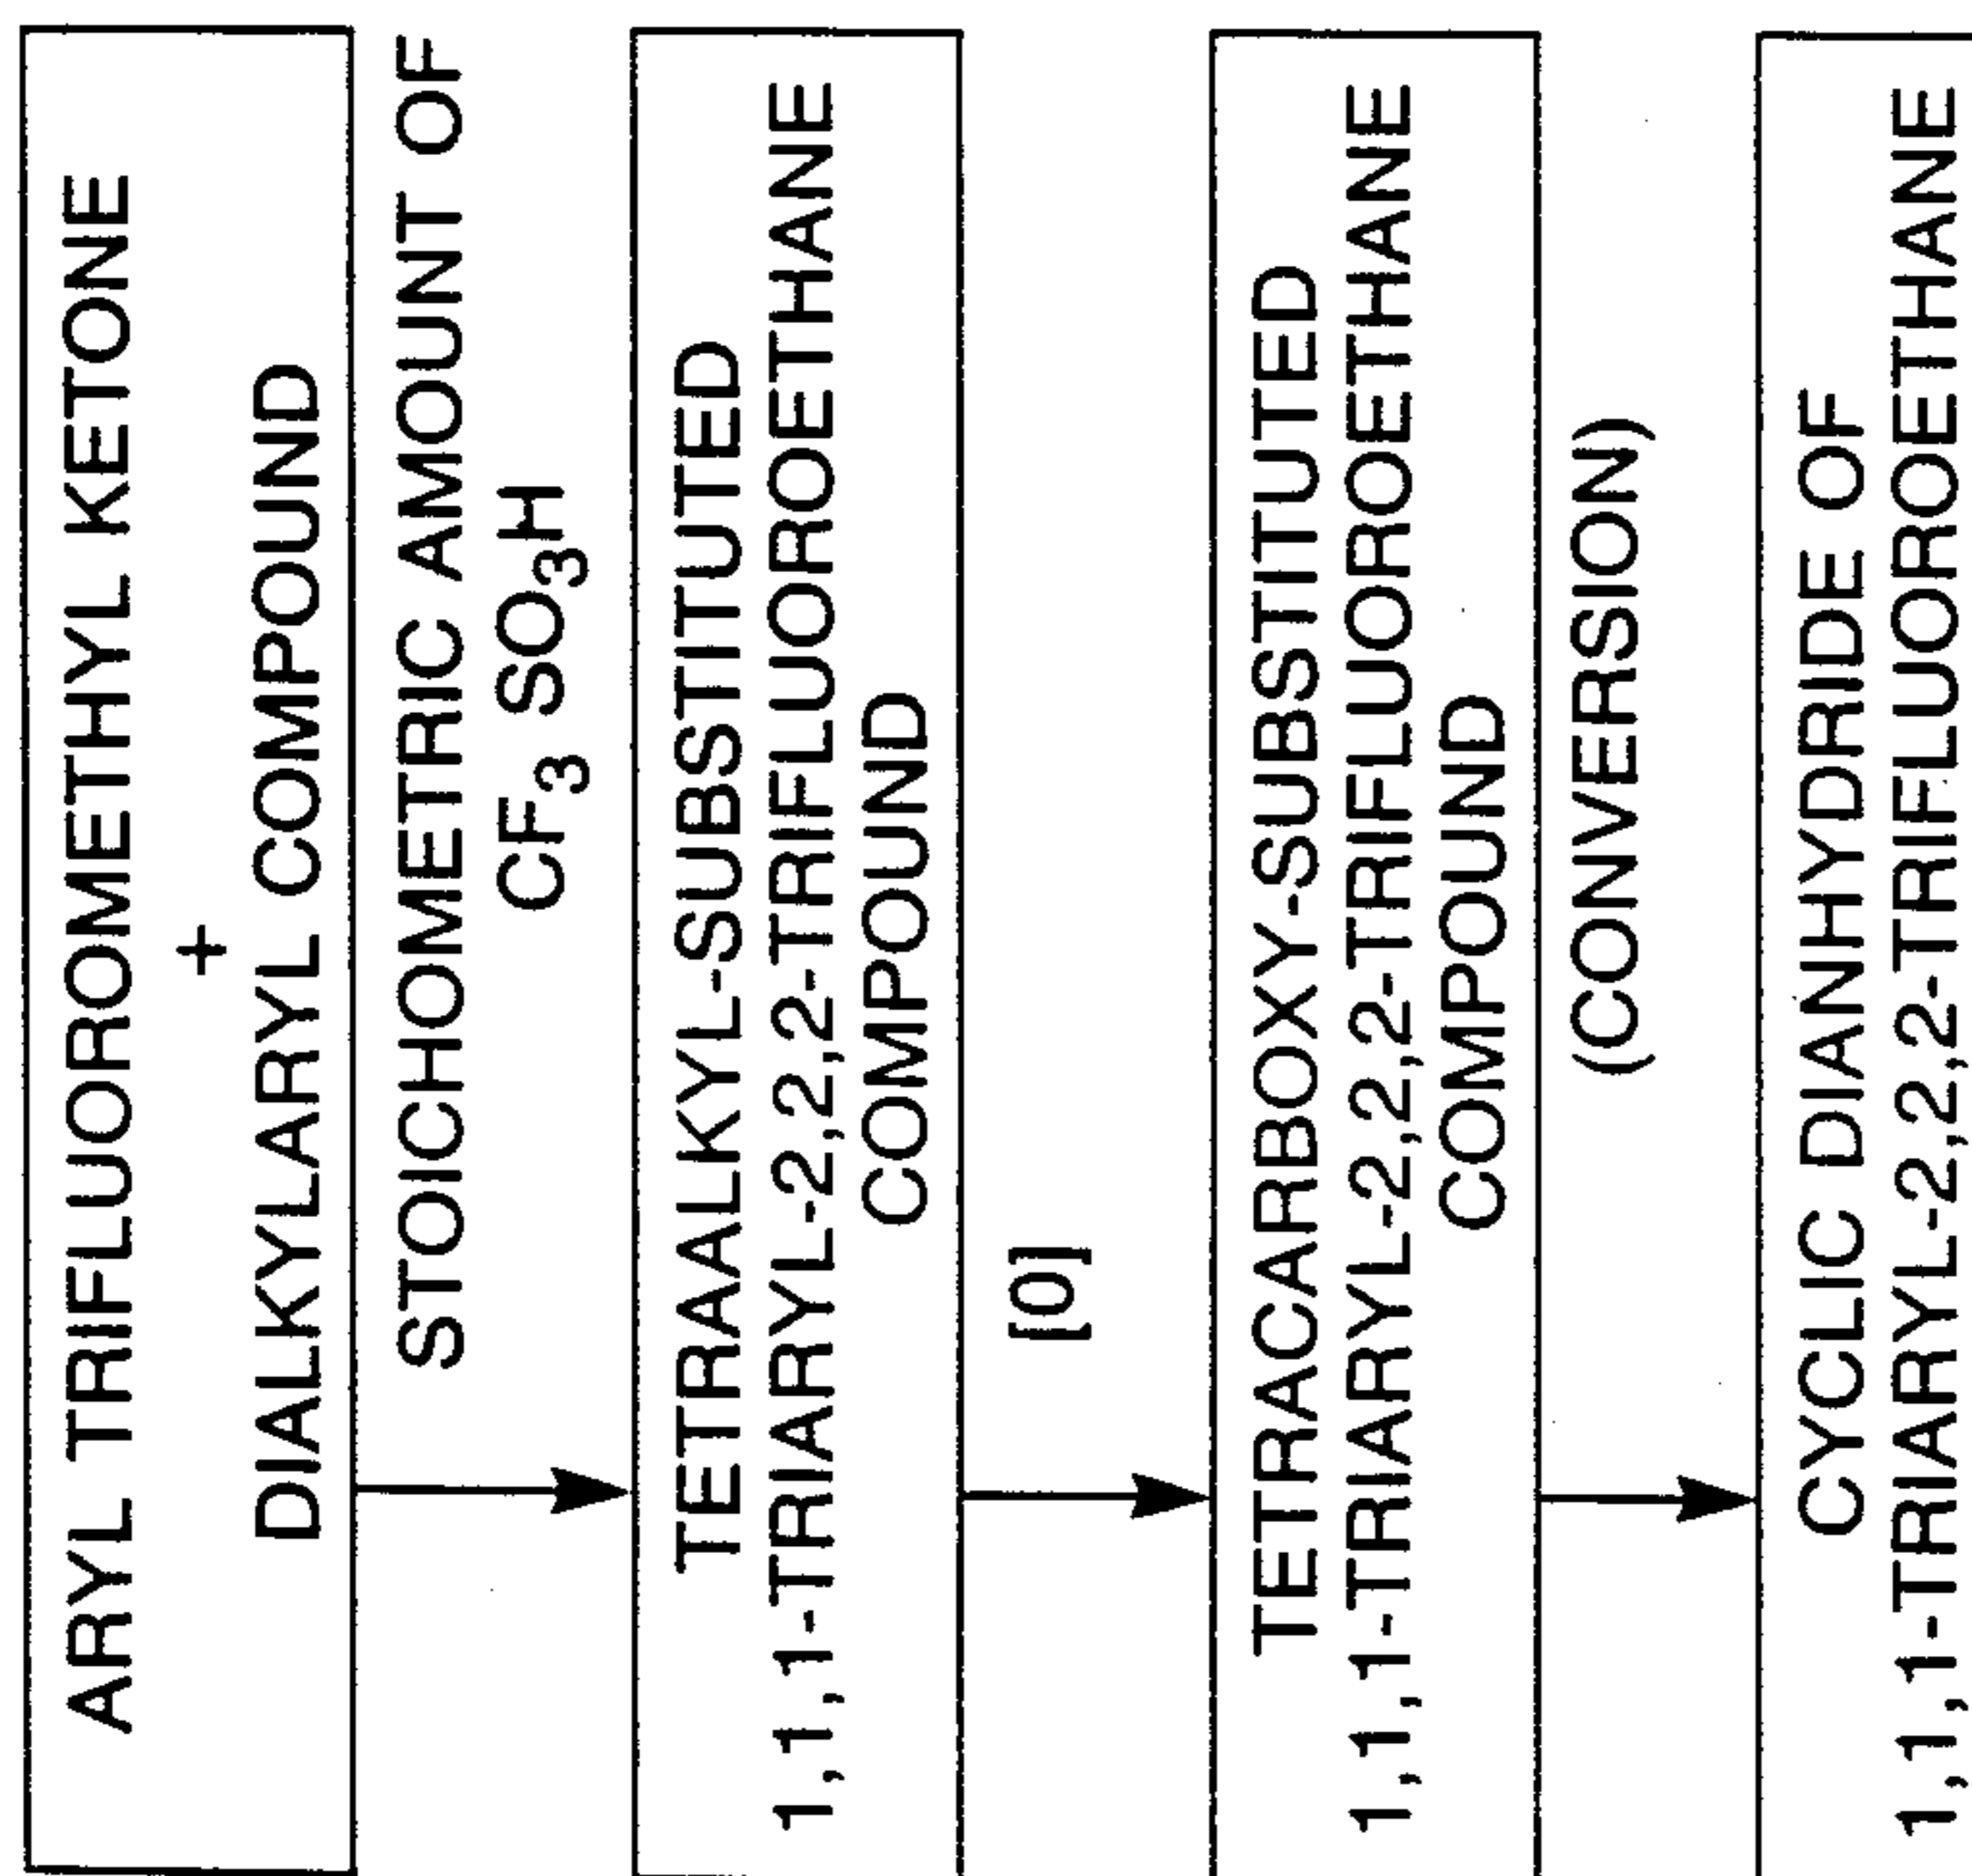 ARYL TRIFLUOROMETHYL KETONE
+
DIALKYLARYL COMPOUND
STOICHOMETRIC AMOUNT OF
CF3 SO3H
TETRAALKYL-SUBSTITUTED
1,1,1-TRIARYL-2,2,2-TRIFLUOROETHANE
COMPOUND
[0]
TETRACARBOXY-SUBSTITUTED
1,1,1-TRIARYL-2,2,2-TRIFLUOROETHANE
COMPOUND
(CONVERSION)
CYCLIC DIANHYDRIDE OF
1,1,1-TRIARYL-2,2,2-TRIFLUOROETHANE